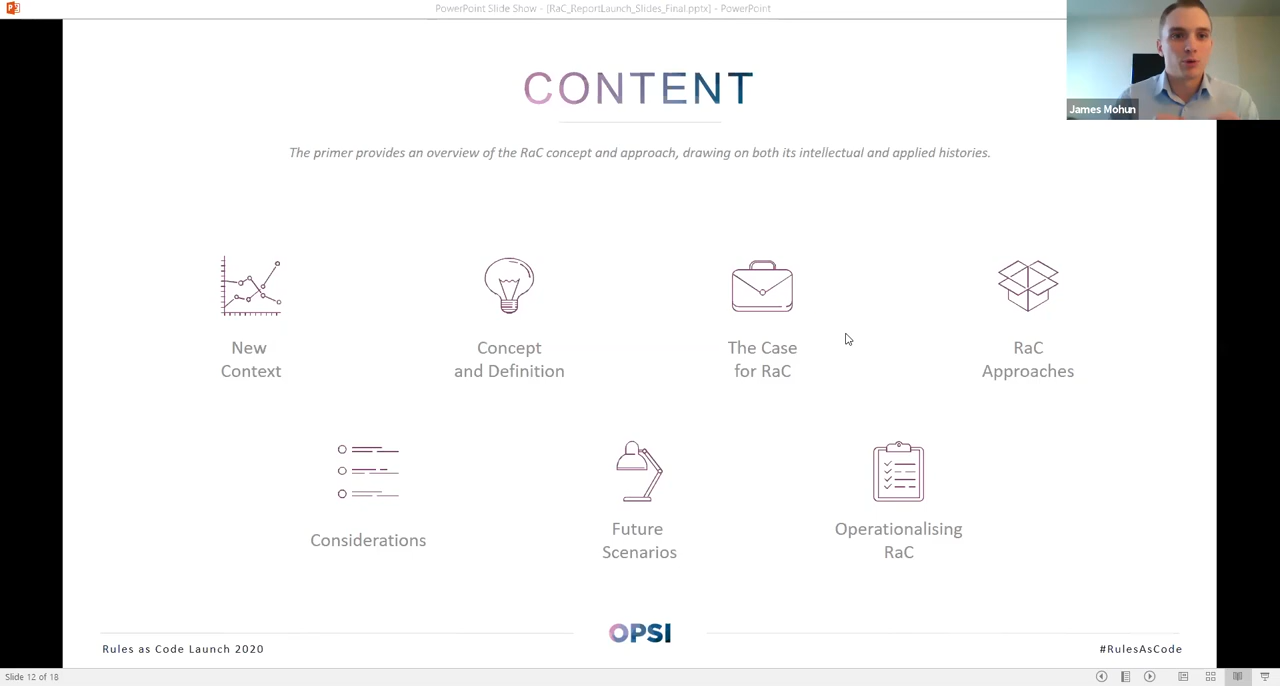 PowerPoint Slide Show - [RaC_ReportLaunch_Slides_Final.pptx] - PowerPoint
James Mohun
CONTENT
The primer provides an overview of the RaC concept and approach, drawing on both its intellectual and applied histories.
New
Context
Concept
and Definition
The Case
for RaC
RaC
Approaches
Considerations
Future
Scenarios
Operationalising
RaC
OPSI
Rules as Code Launch 2020
#RulesAsCode
Slide 12 of 18